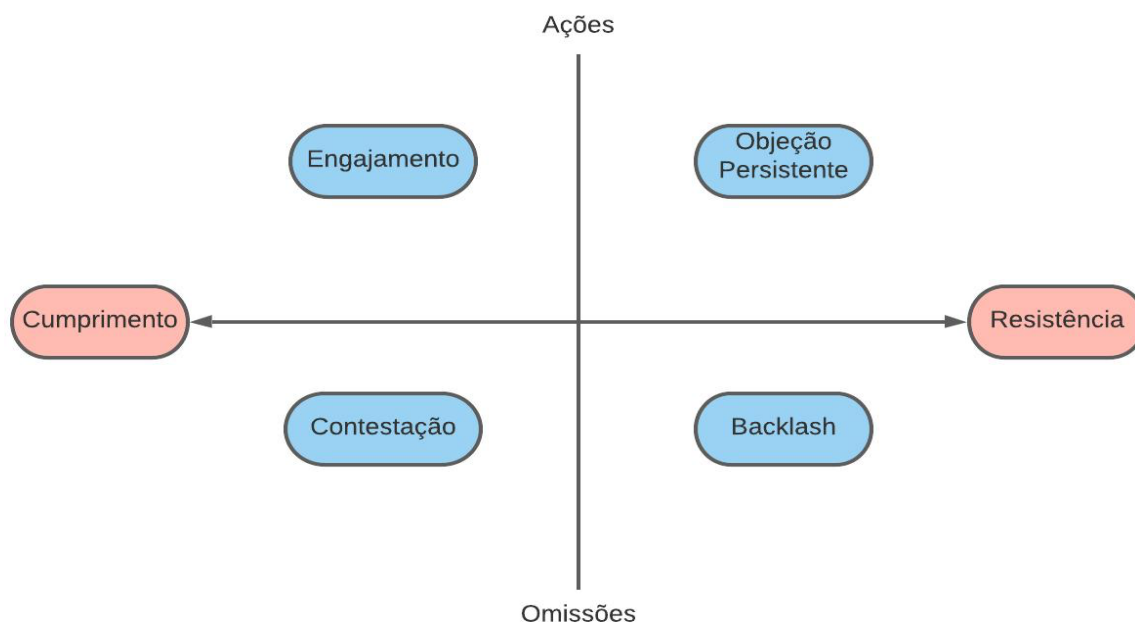 Ações
Engajamento
Objeção
Persistente
Cumprimento
Resistência
Contestação
Backlash
Omissões